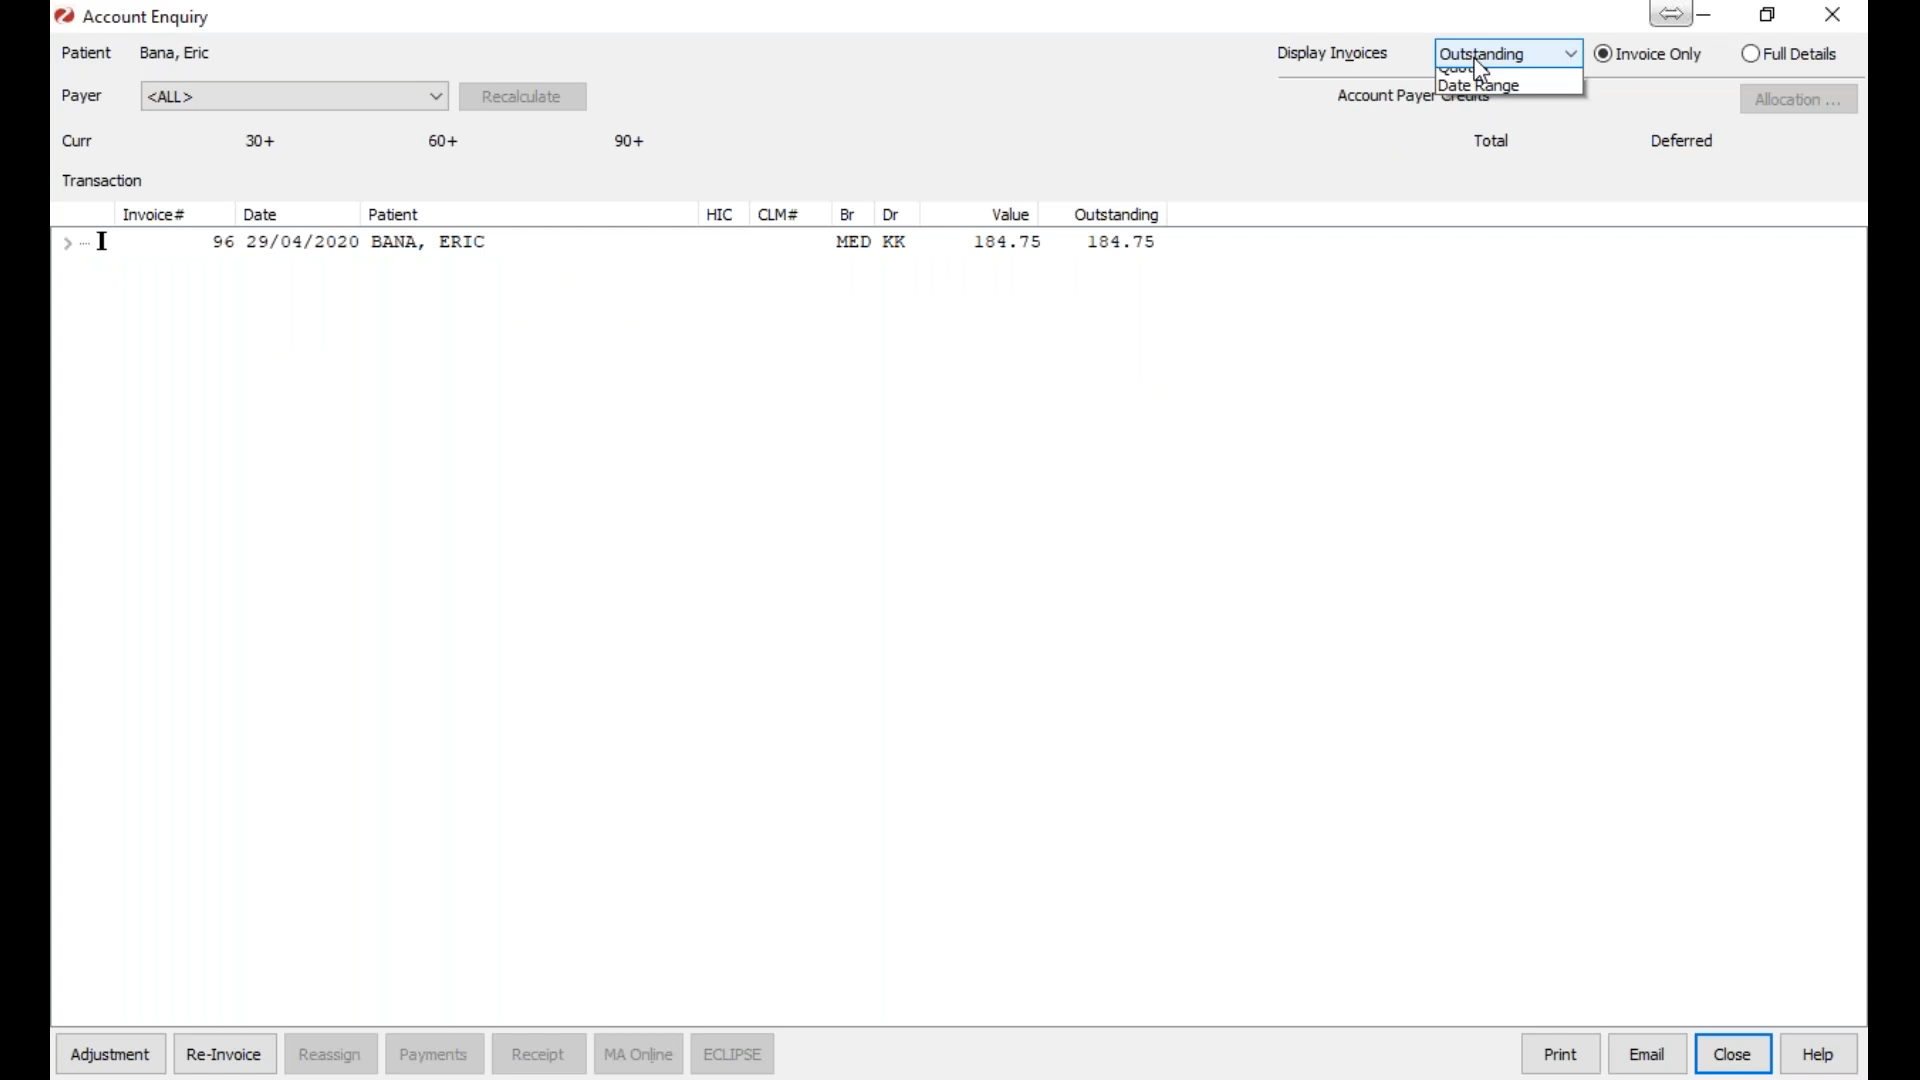 Account Enquiry
Patient Bana, Eric Display Invoices Outstanding Invoice Only Full Details
Date Range
Payer <ALL> Recalculate Account Payer Credits Allocation ...
Curr 30+ 60+ 90+ Total Deferred
Transaction
Invoice# Date Patient HIC CLM# Br Dr Value Outstanding
I 96 29/04/2020 BANA, ERIC MED KK 184.75 184.75
Adjustment Re-Invoice Reassign Payments Receipt MA Online ECLIPSE Print Email Close Help